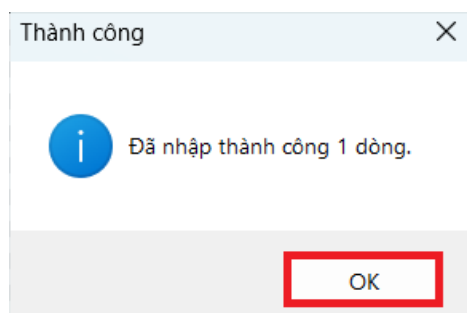 Thành công
Đã nhập thành công 1 dòng.
OK